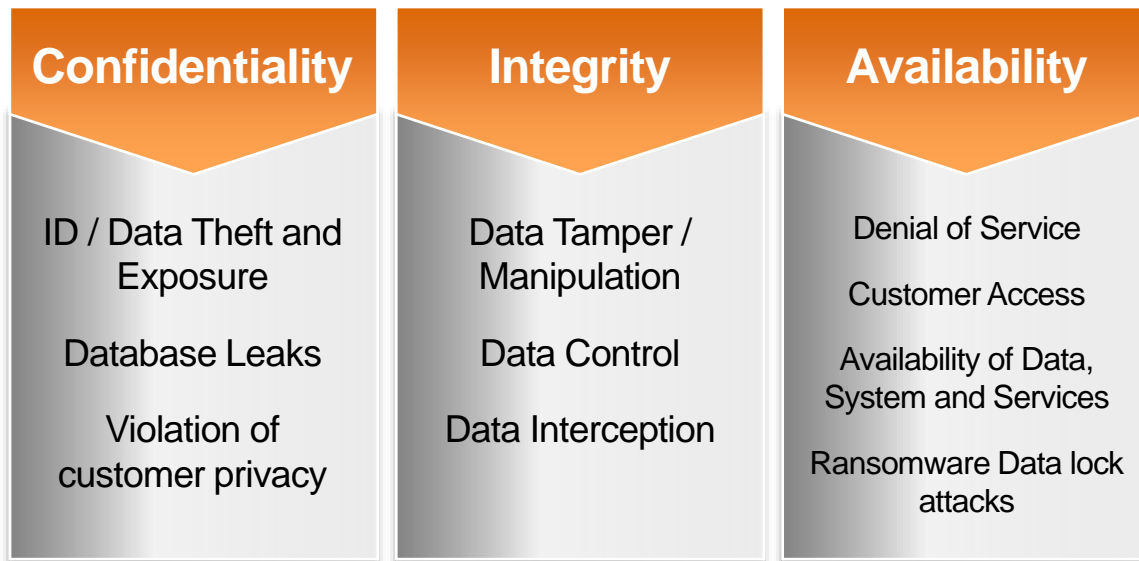 Confidentiality
ID / Data Theft and
Exposure
Database Leaks
Violation of
customer privacy
Integrity
Data Tamper /
Manipulation
Data Control
Data Interception
Availability
Denial of Service
Customer Access
Availability of Data,
System and Services
Ransomware Data lock
attacks